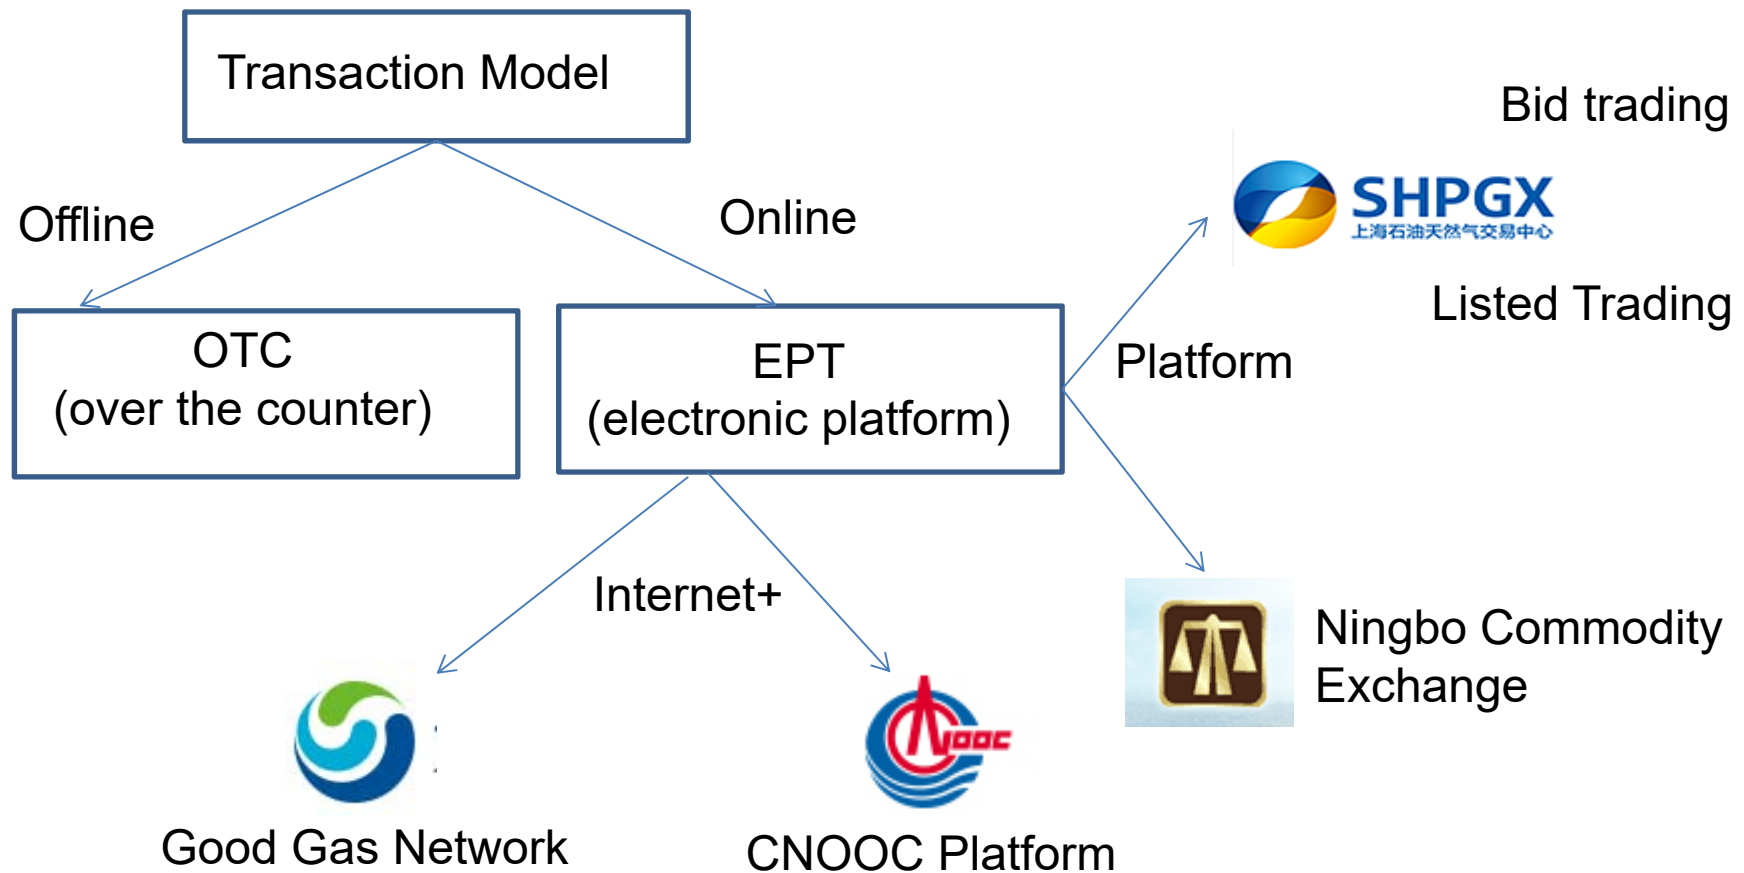 Transaction Model
Bid trading
SHPGX
上海石油天然气交易中心
Offline
Online
Listed Trading
OTC
(over the counter)
EPT
(electronic platform)
Platform
Internet+
Ningbo Commodity
Exchange
NOOC
Good Gas Network
CNOOC Platform